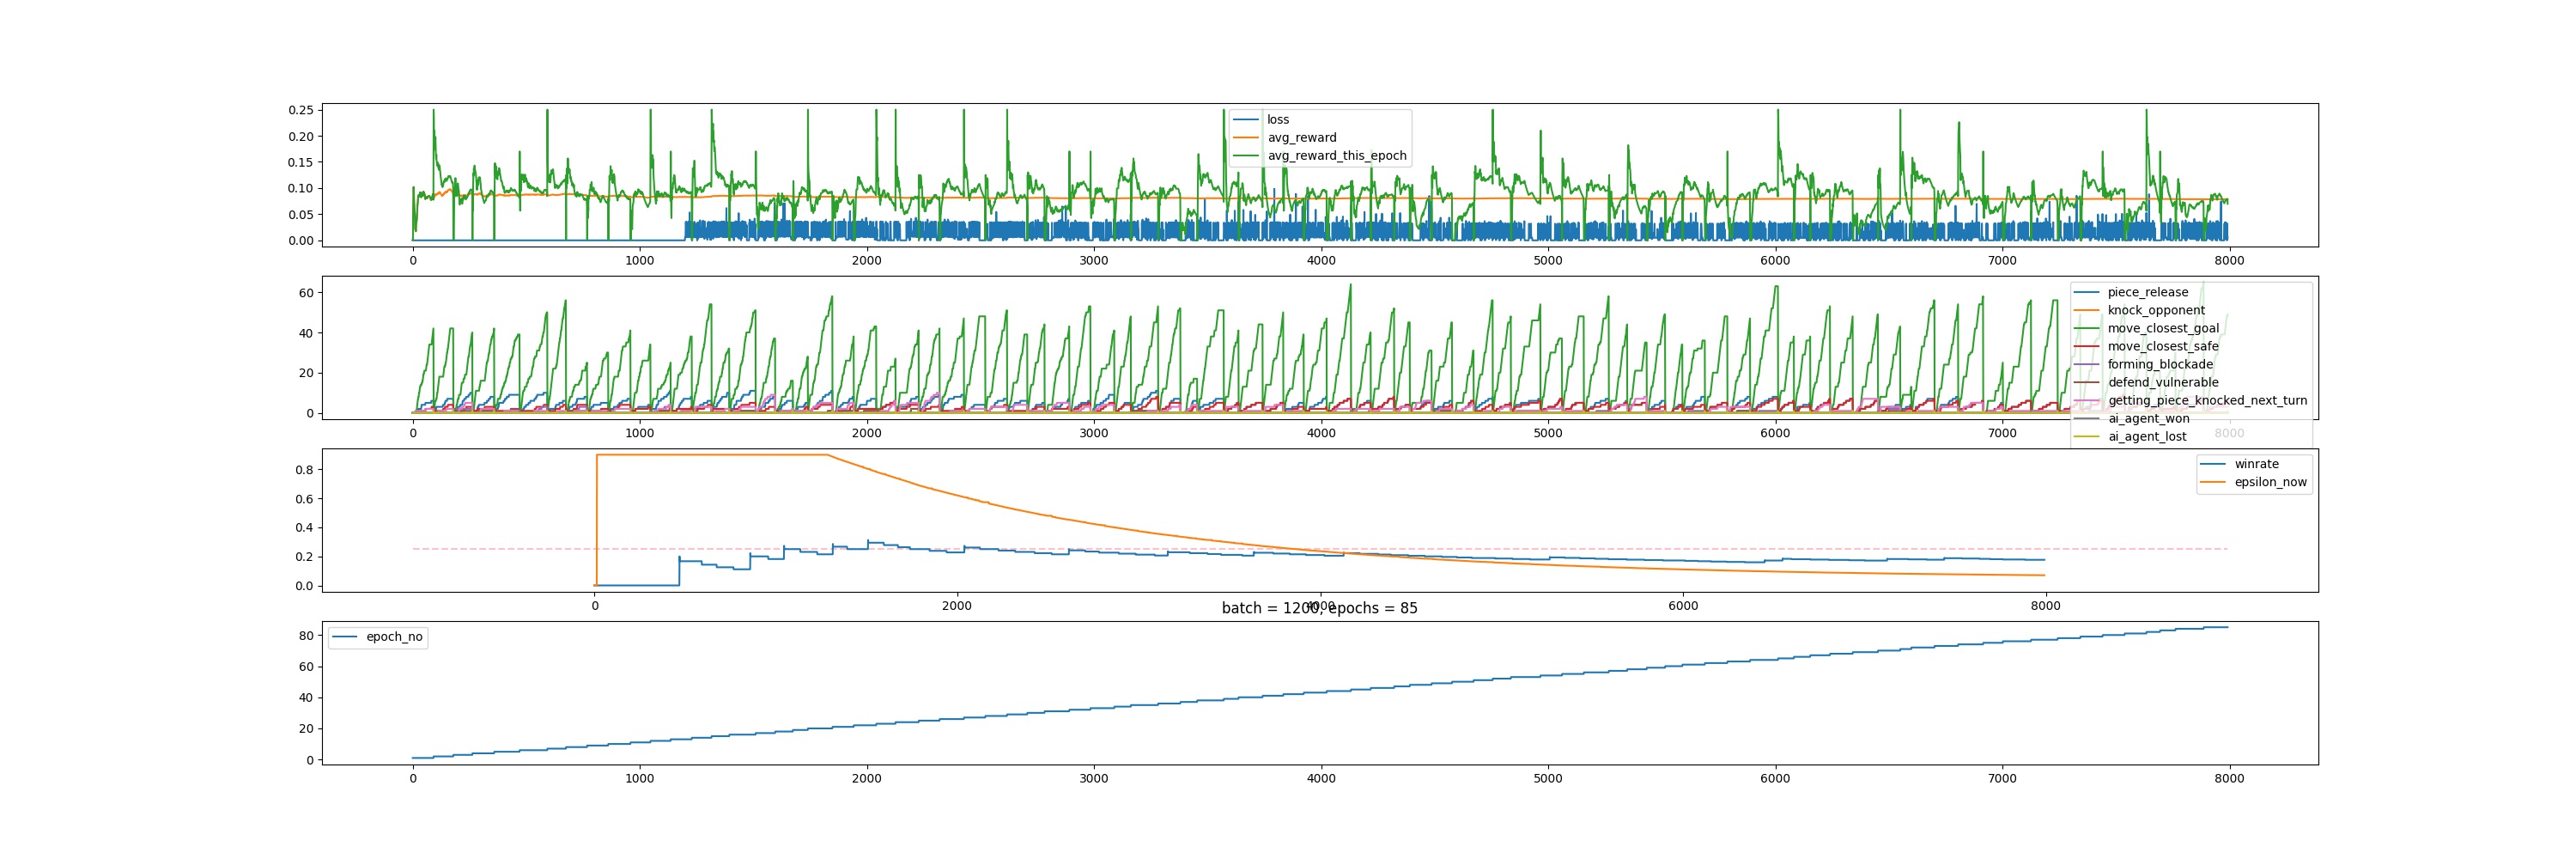 0.25
0.20
0.15
0.10
0.05
0.00
loss
avg_reward
avg_reward_this_epoch
0 1000 2000 3000 4000 5000 6000 7000 8000
60
40
20
0
piece_release
knock_opponent
move_closest_goal
move_closest_safe
forming_blockade
defend_vulnerable
getting_piece_knocked_next_turn
ai_agent_won
ai_agent_lost
0 1000 2000 3000 4000 5000 6000 7000 8000
0.8
0.6
0.4
0.2
0.0
winrate
epsilon_now
0 2000 4000 6000 8000
batch = 1200, epochs = 85
80
60
40
20
0
epoch_no
0 1000 2000 3000 4000 5000 6000 7000 8000